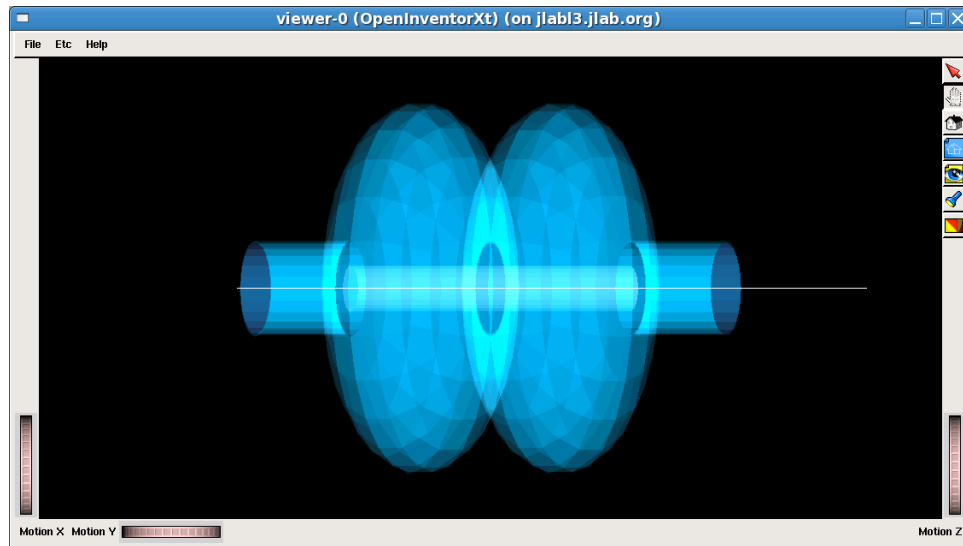 viewer-0 (OpenInventorXt) (on jlabl3.jlab.org)
File Etc Help
Motion X Motion Y Motion Z